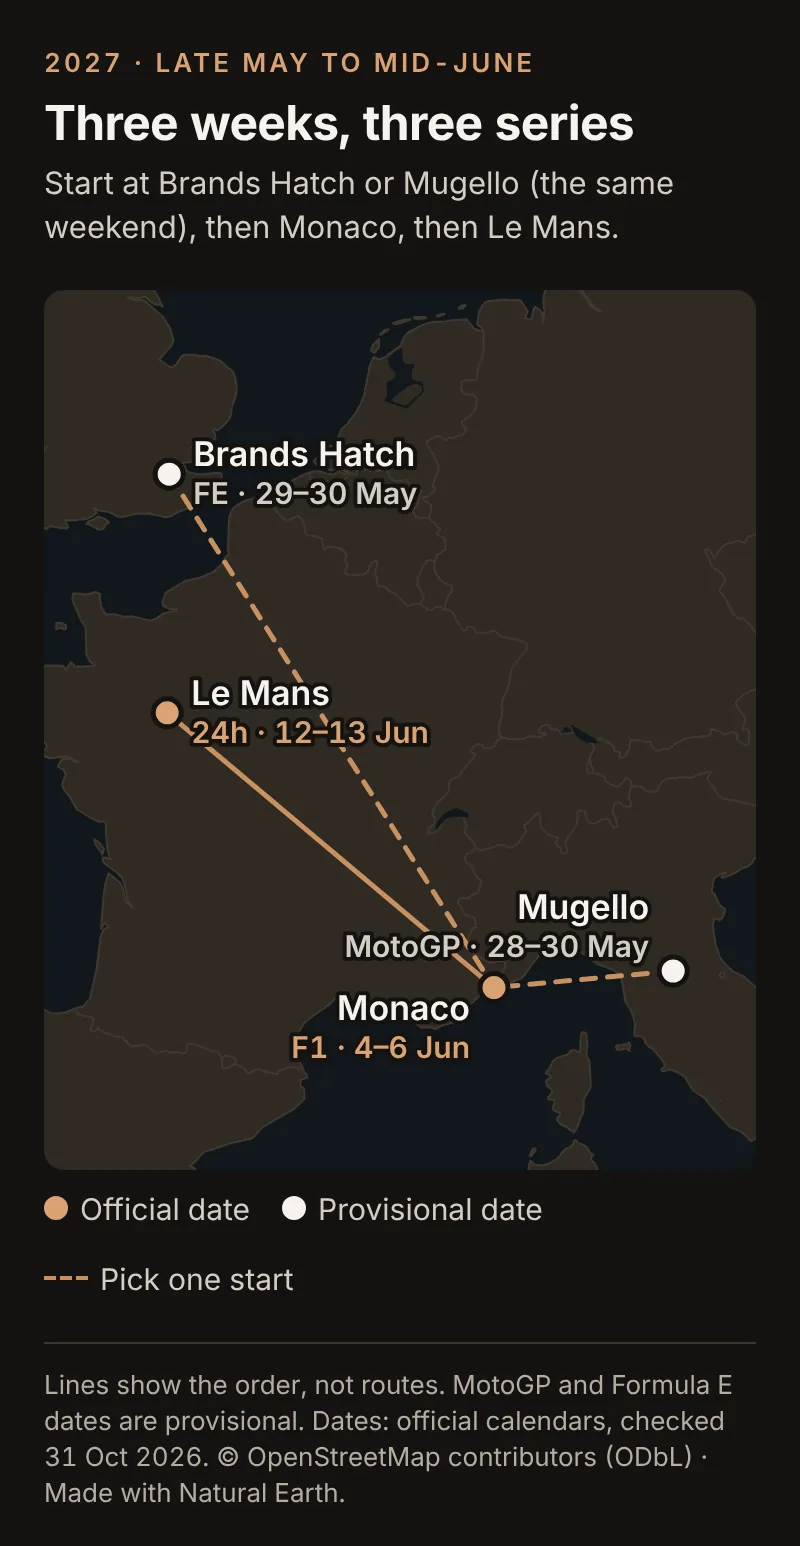 2027 · LATE MAY TO MID-JUNE
Three weeks, three series
Start at Brands Hatch or Mugello (the same
weekend), then Monaco, then Le Mans.
Brands Hatch
FE · 29–30 May
Le Mans
24h · 12–13 Jun
Mugello
MotoGP · 28–30 May
Monaco
F1 · 4–6 Jun
Official date
Provisional date
Pick one start
Lines show the order, not routes. MotoGP and Formula E
dates are provisional. Dates: official calendars, checked
31 Oct 2026. © OpenStreetMap contributors (ODbL) ·
Made with Natural Earth.